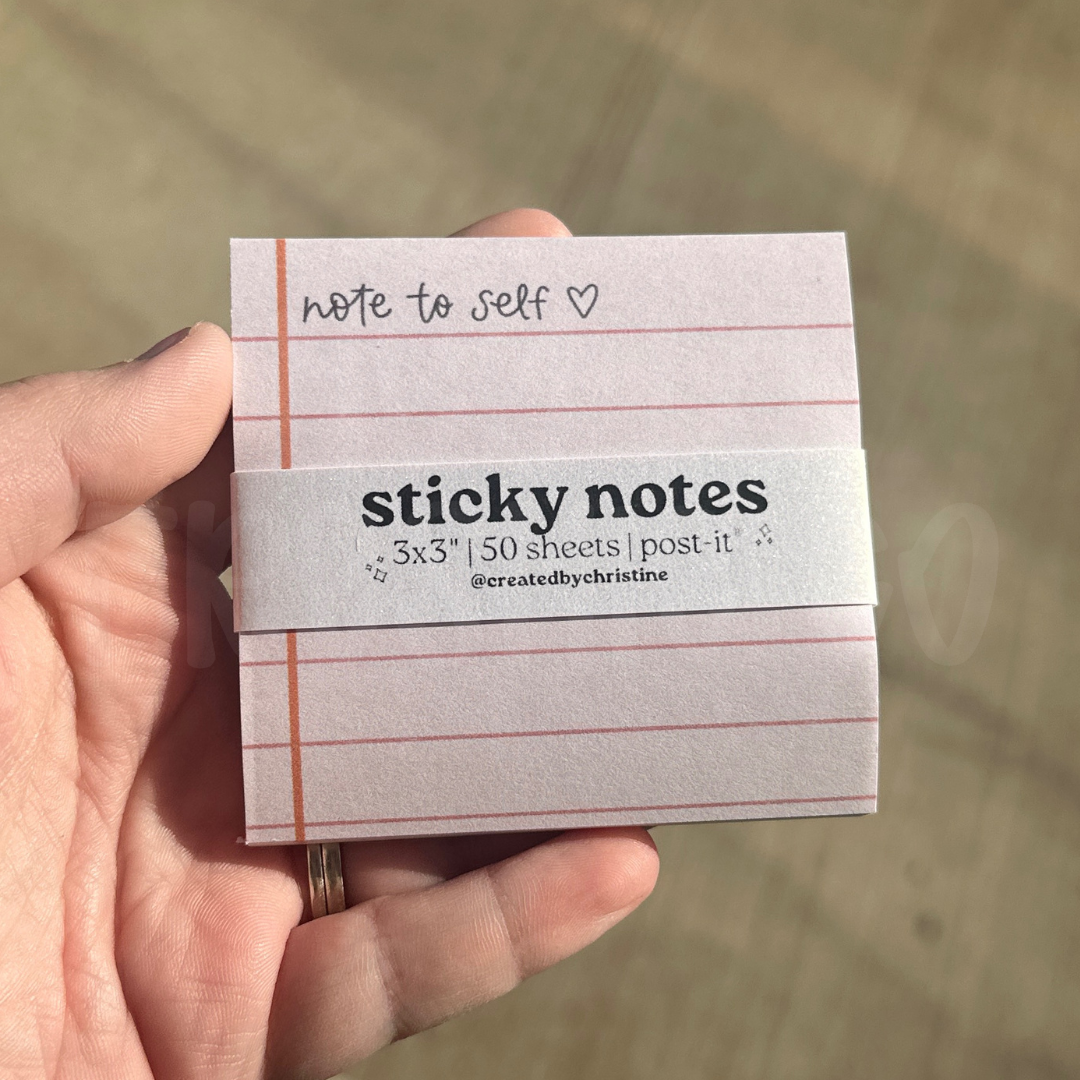 note to self ♡
sticky notes
3x3" | 50 sheets | post-it®
@createdbychristine